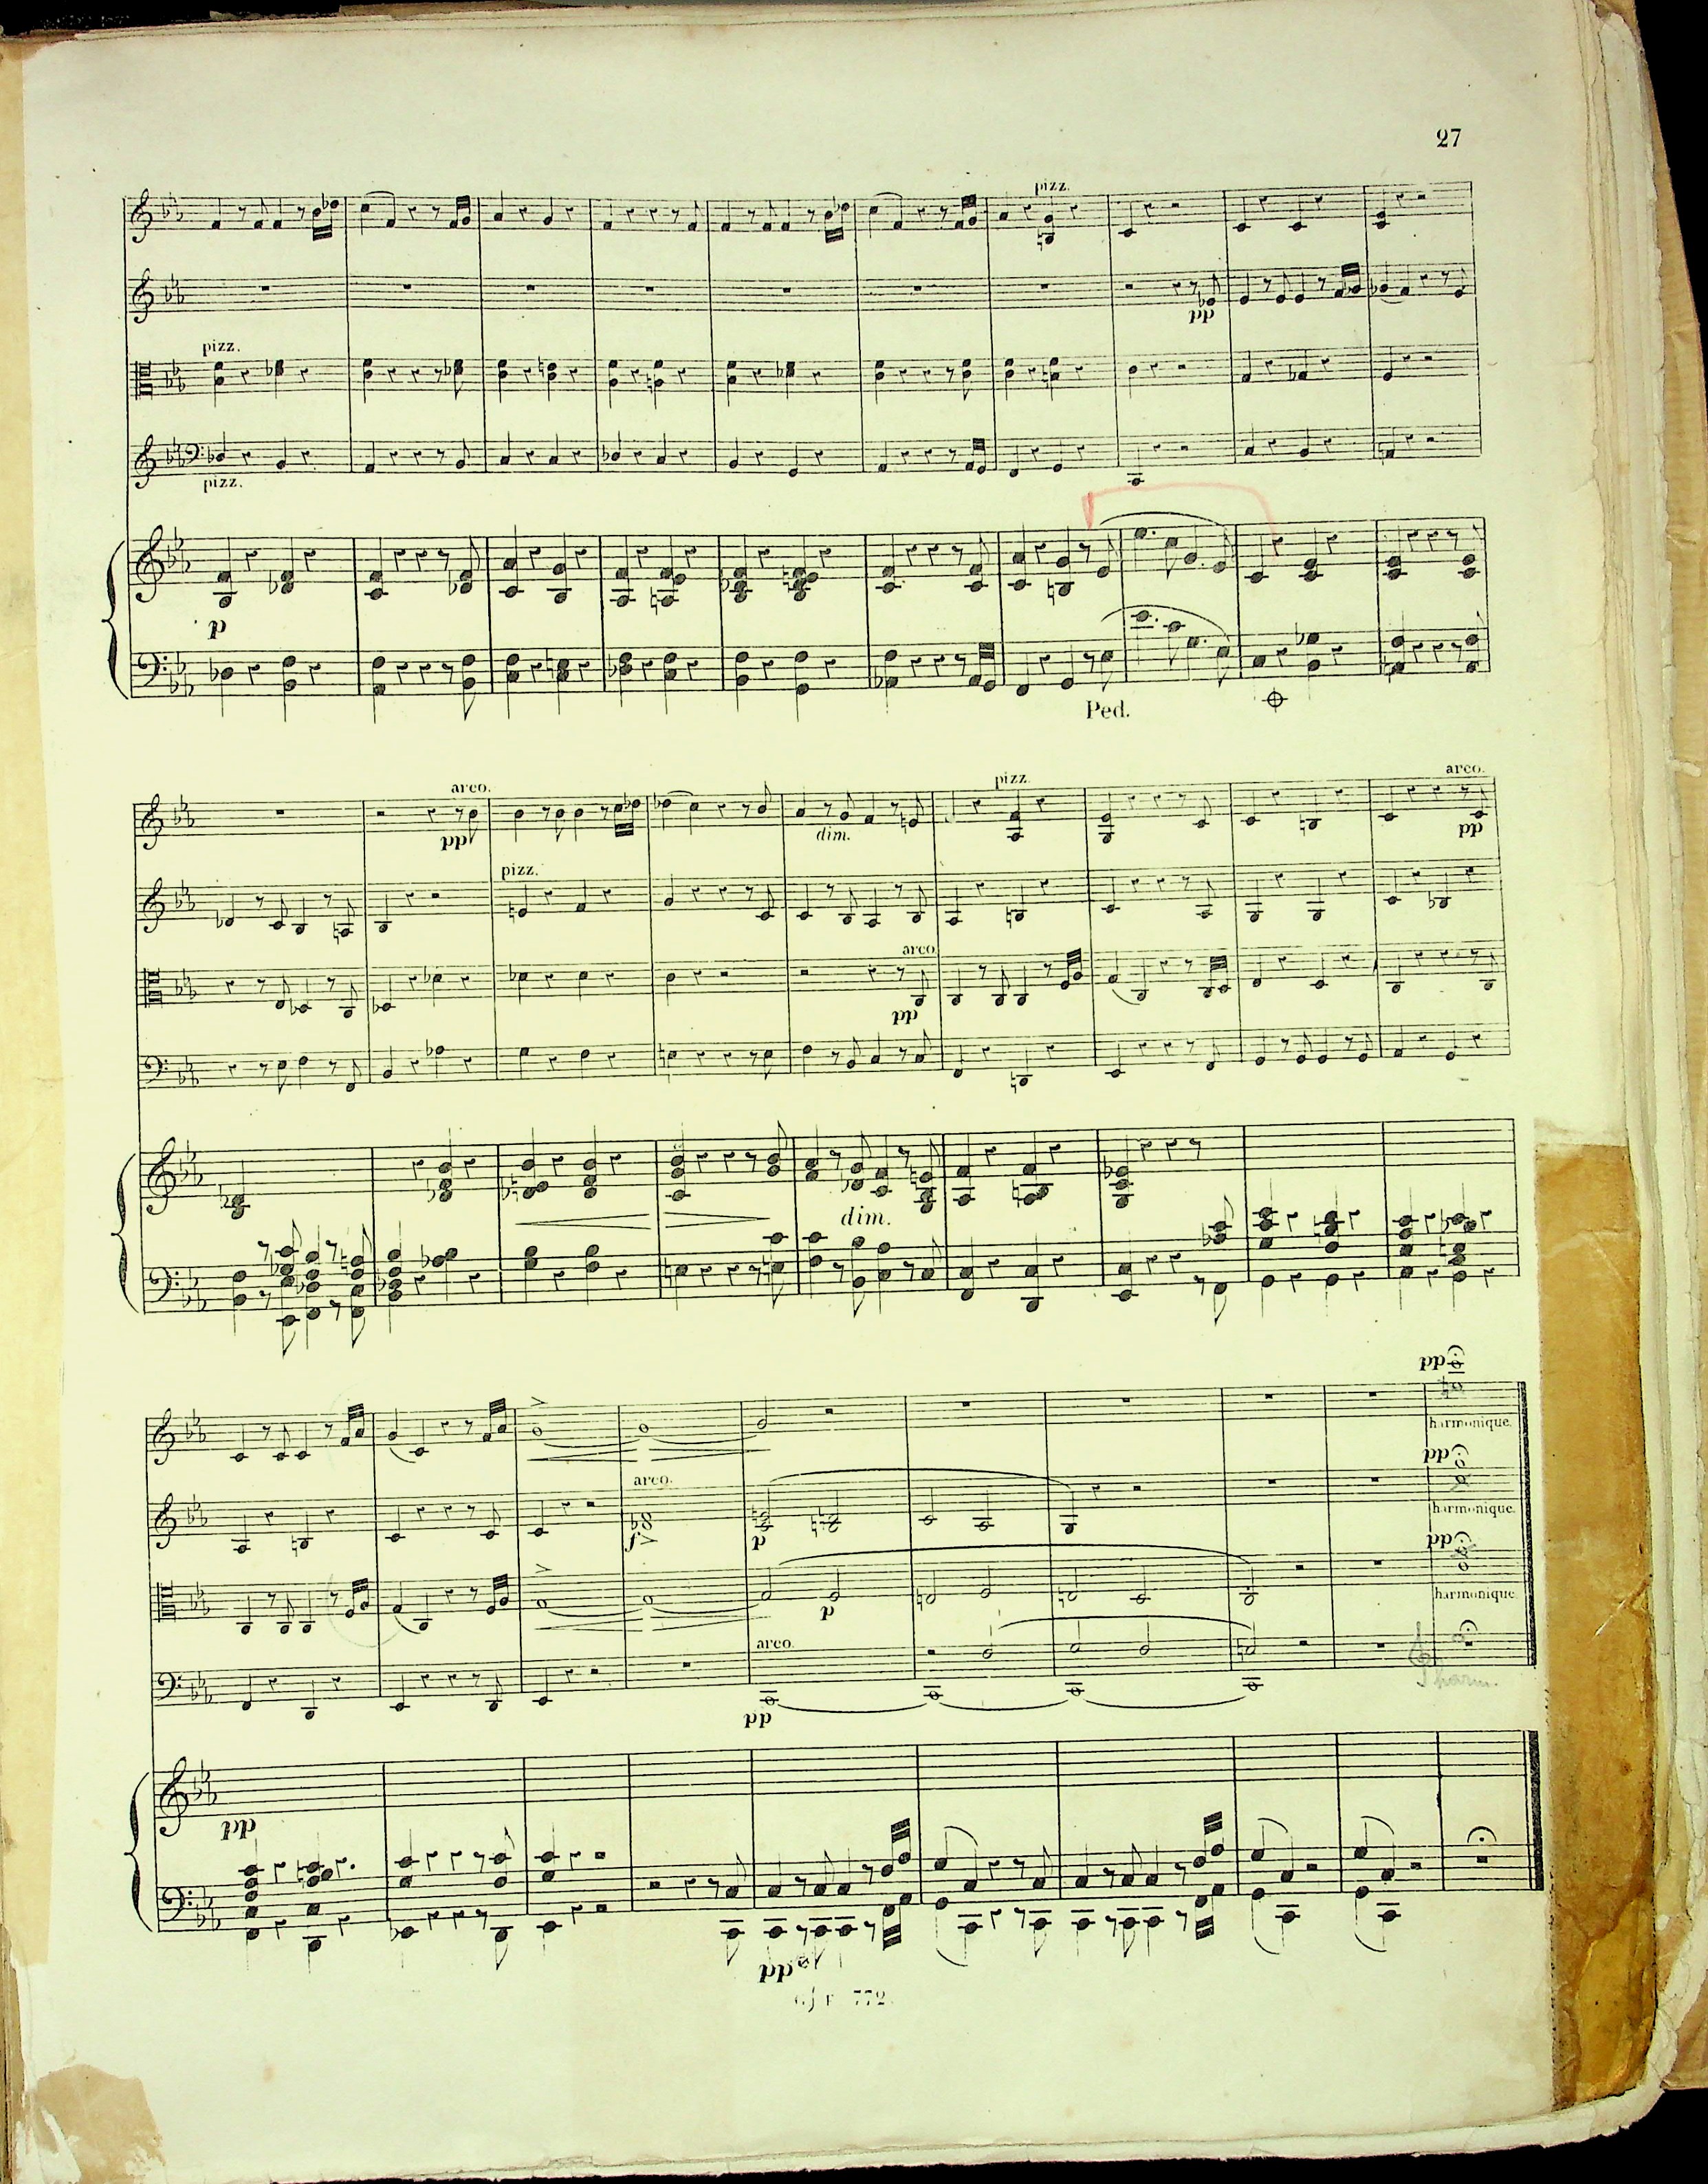 27
pizz.
pp
pizz.
pizz.
p
Ped.
arco.
pizz.
arco.
pp
dim.
pp
pizz.
arco.
pp
dim.
pp
harmonique.
pp
arco.
f
p
harmonique.
pp
p
harmonique.
arco.
pp
harm.
pp
pp
772.